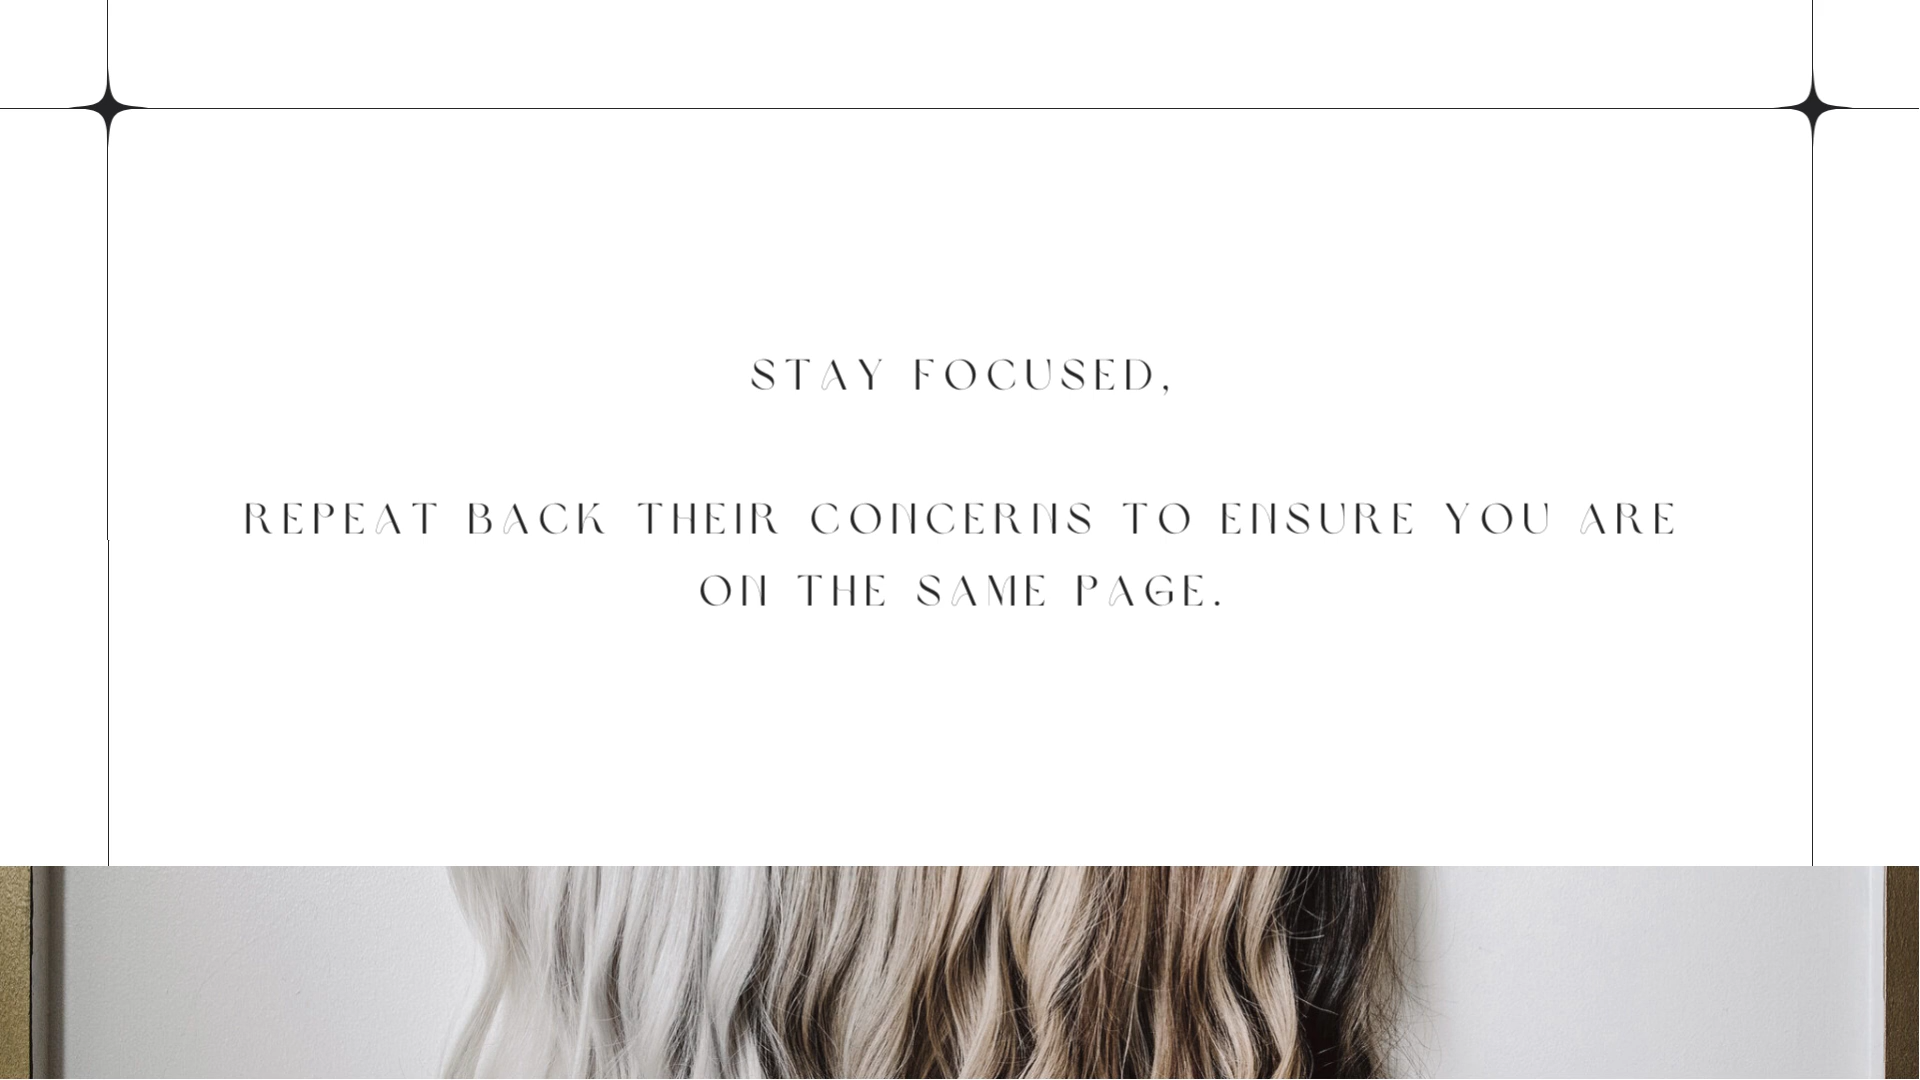 STAY FOCUSED,
REPEAT BACK THEIR CONCERNS TO ENSURE YOU ARE
ON THE SAME PAGE.